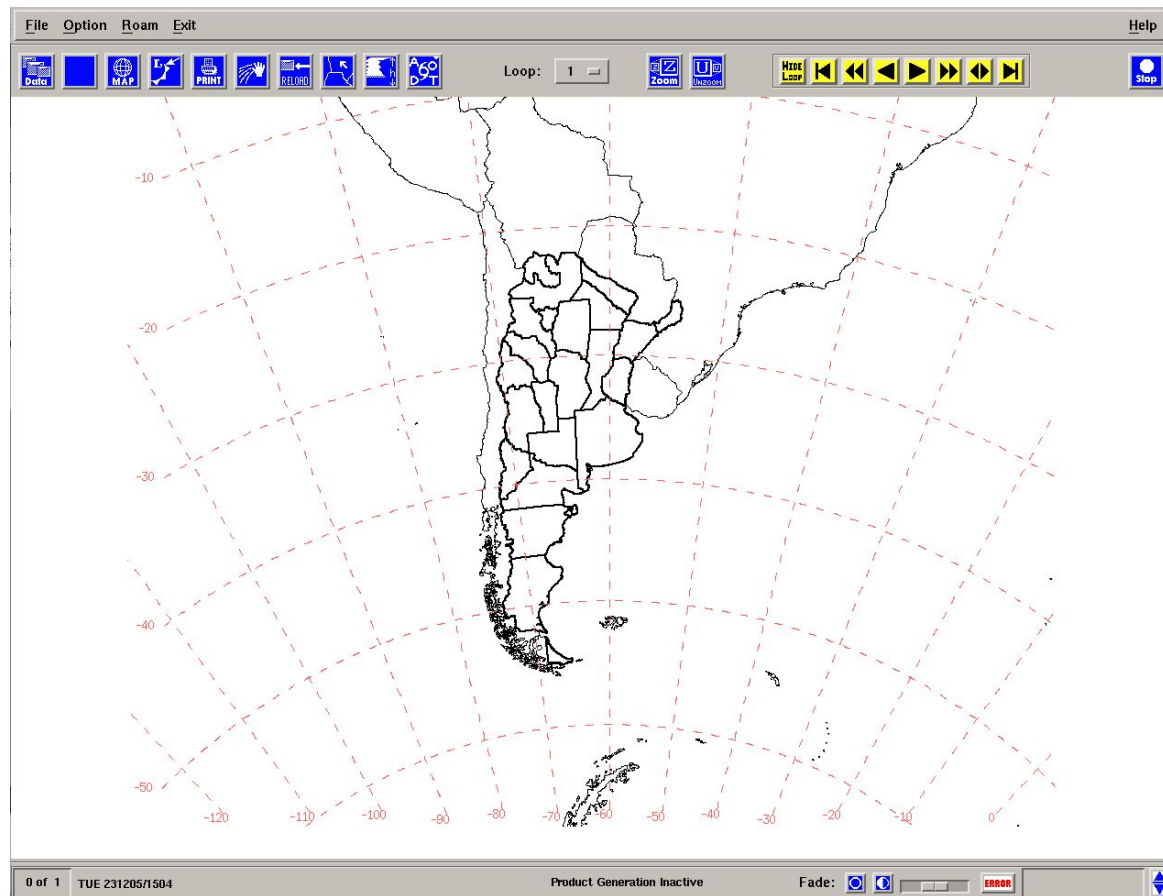 File Option Roam Exit Help
Data MAP L PRINT RELOAD Loop: 1 Z Zoom U UNZOOM HIDE LOOP Stop
-10
-20
-30
-40
-50
-120 -110 -100 -90 -80 -70 -60 -50 -40 -30 -20 -10 0
0 of 1 TUE 231205/1504 Product Generation Inactive Fade: ERROR